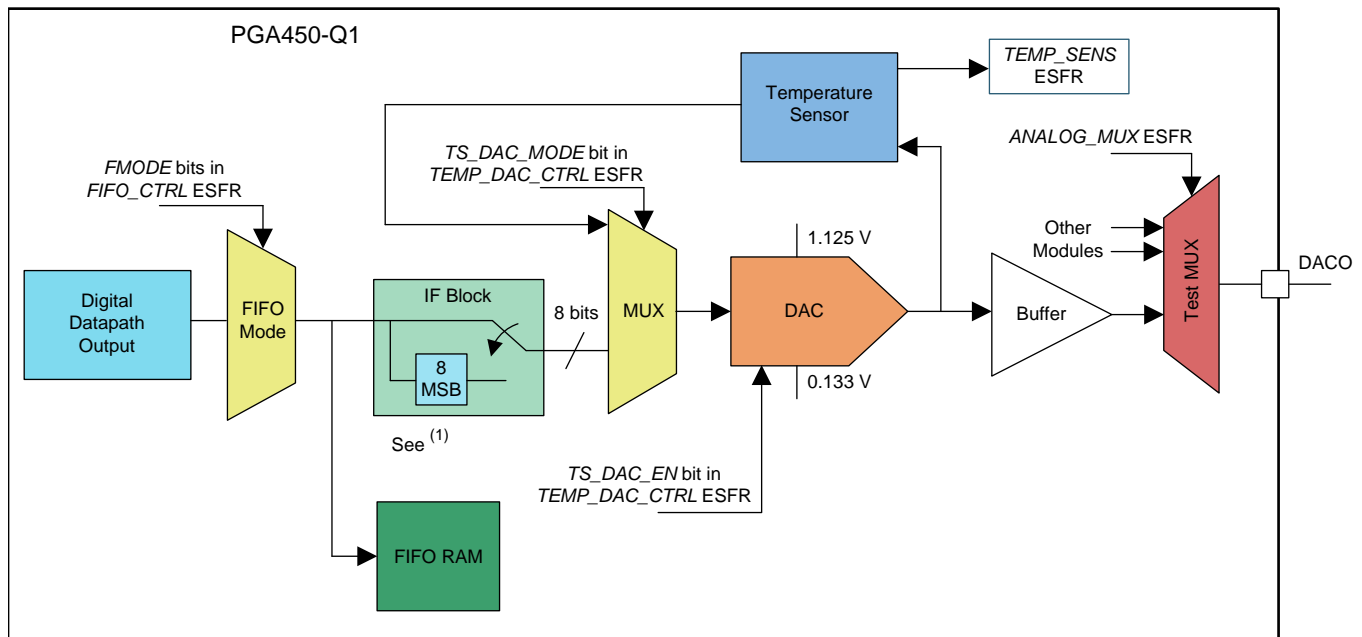 PGA450-Q1
TEMP_SENS
ESFR
Temperature
Sensor
ANALOG_MUX ESFR
TS_DAC_MODE bit in
TEMP_DAC_CTRL ESFR
FMODE bits in
FIFO_CTRL ESFR
Other
Modules
1.125 V
DACO
Digital
Datapath
Output
FIFO
Mode
IF Block
8 bits
MUX
DAC
Buffer
Test MUX
8
MSB
0.133 V
See (1)
TS_DAC_EN bit in
TEMP_DAC_CTRL ESFR
FIFO RAM